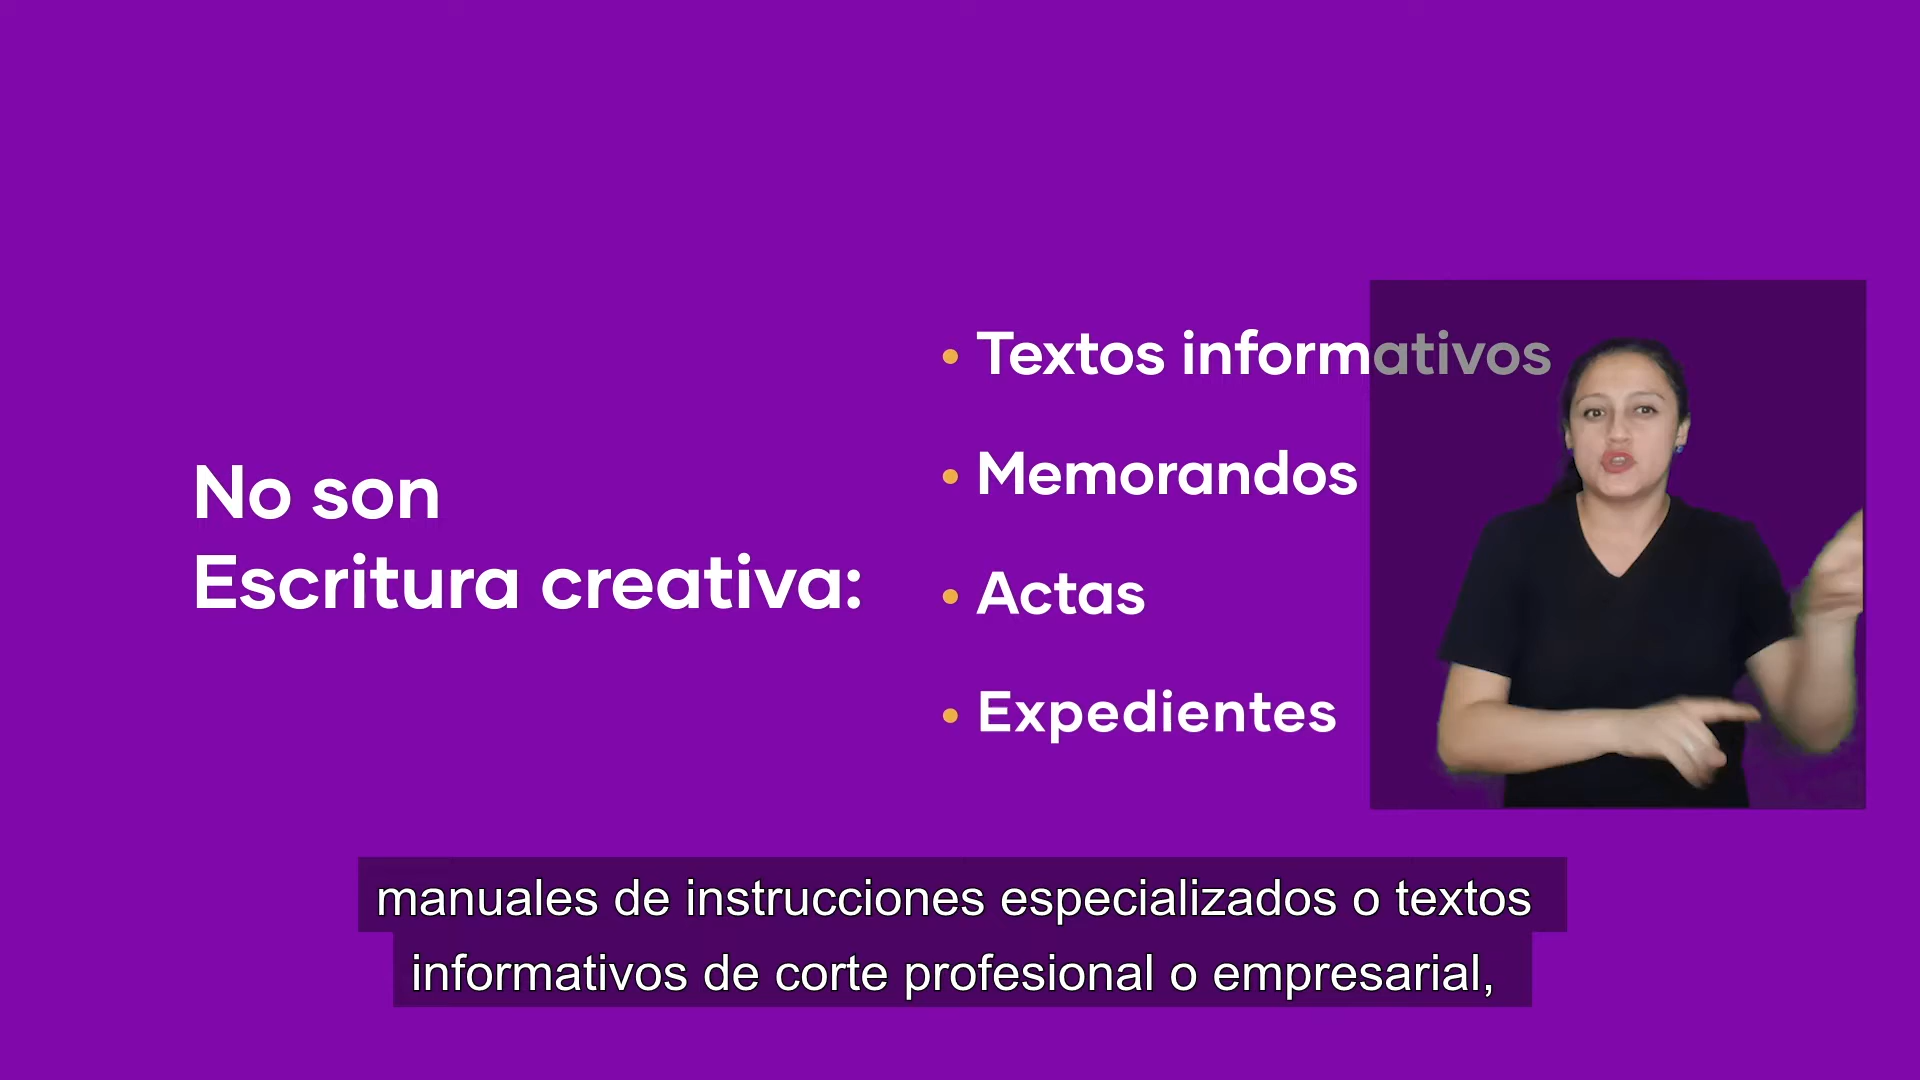 No son
Escritura creativa:
• Textos informativos
• Memorandos
• Actas
• Expedientes
manuales de instrucciones especializados o textos
informativos de corte profesional o empresarial,